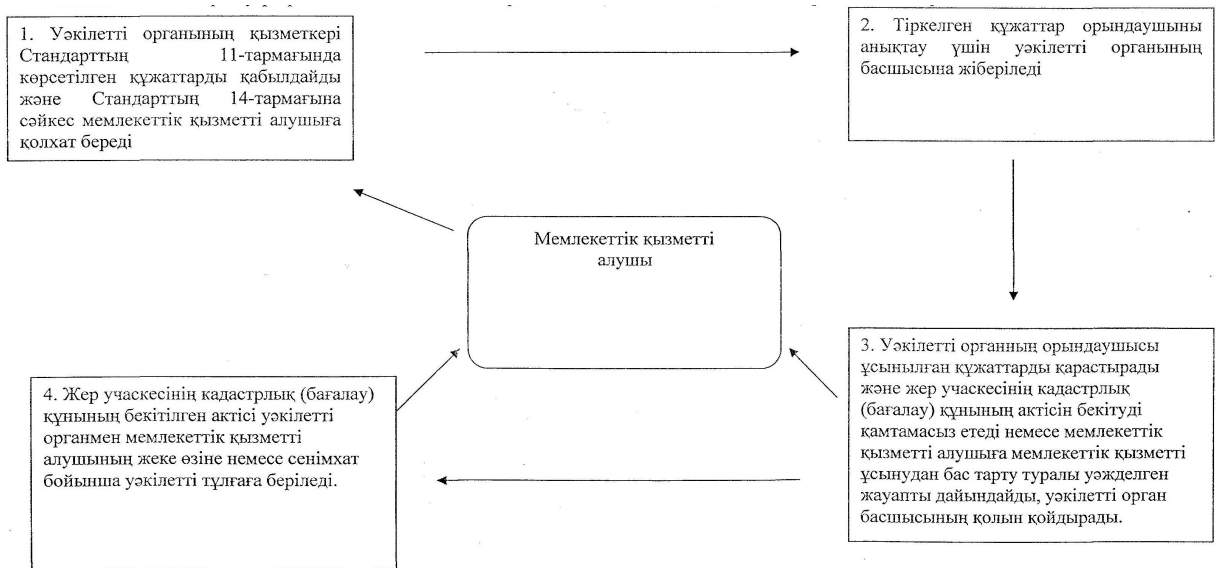 1. Уәкілетті органының қызметкері
Стандарттың 11-тармағында
көрсетілген құжаттарды қабылдайды
және Стандарттың 14-тармағына
сәйкес мемлекеттік қызметті алушыға
қолхат береді
2. Тіркелген құжаттар орындаушыны
анықтау үшін уәкілетті органының
басшысына жіберіледі
Мемлекеттік қызметті
алушы
3. Уәкілетті органның орындаушысы
ұсынылған құжаттарды қарастырады
және жер учаскесінің кадастрлық
(бағалау) құнының актісін бекітуді
қамтамасыз етеді немесе мемлекеттік
қызметті алушыға мемлекеттік қызметті
ұсынудан бас тарту туралы уәжделген
жауапты дайындайды, уәкілетті орган
басшысының қолын қойдырады.
4. Жер учаскесінің кадастрлық (бағалау)
құнының бекітілген актісі уәкілетті
органмен мемлекеттік қызметті
алушының жеке өзіне немесе сенімхат
бойынша уәкілетті тұлғаға беріледі.